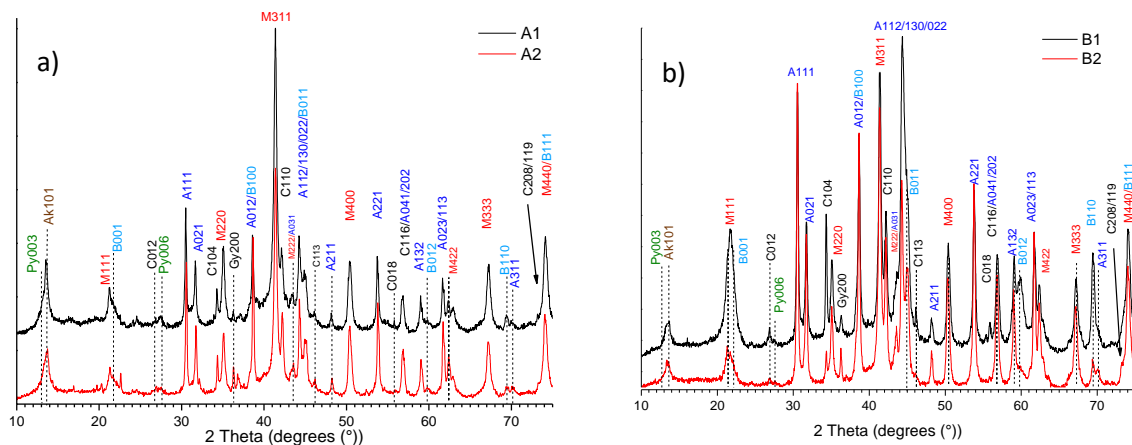 a)
A1
A2
Py003
Ak101
M111
B001
C012
Py006
A111
A021
C104
M220
Gy200
A012/B100
M311
C110
M222/A031
A112/130/022/B011
C113
A211
M400
A221
C018
C116/A041/202
A132
B012
A023/113
M422
M333
B110
A311
C208/119
M440/B111
10 20 30 40 50 60 70
2 Theta (degrees (°))
b)
B1
B2
Py003
Ak101
M111
B001
C012
Py006
A111
A021
C104
M220
Gy200
A012/B100
M311
C110
M222/A031
A112/130/022
B011
C113
A211
M400
A221
C018
C116/A041/202
A132
B012
A023/113
M422
M333
B110
A311
C208/119
M440/B111
10 20 30 40 50 60 70
2 Theta (degrees (°))